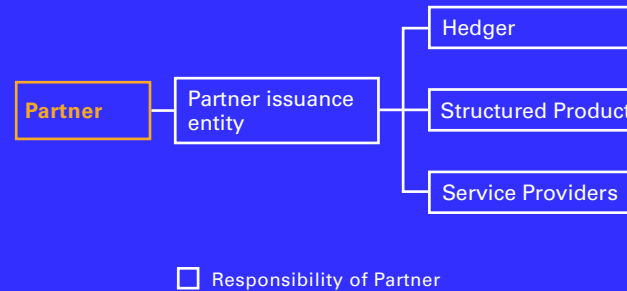 Hedger
Partner
Partner issuance
entity
Structured Product
Service Providers
Responsibility of Partner